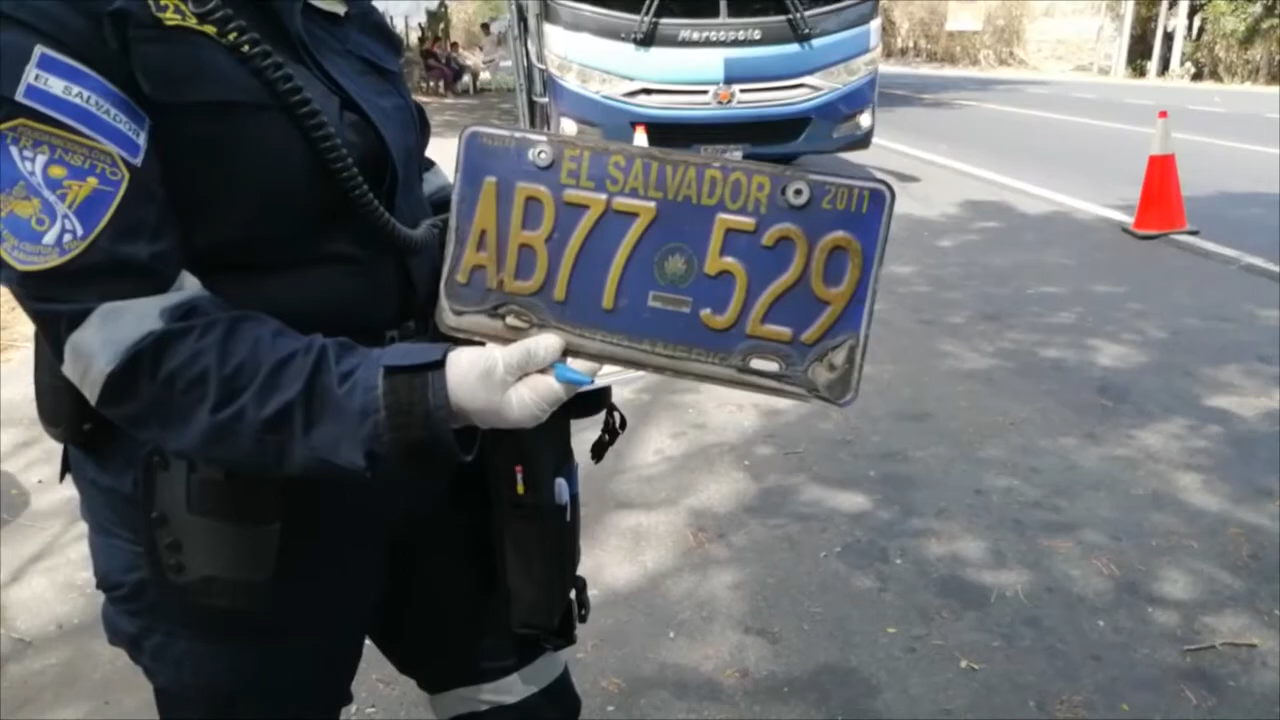 Marcopolo
EL SALVADOR
TRANSITO
EL SALVADOR
2011
AB77 529